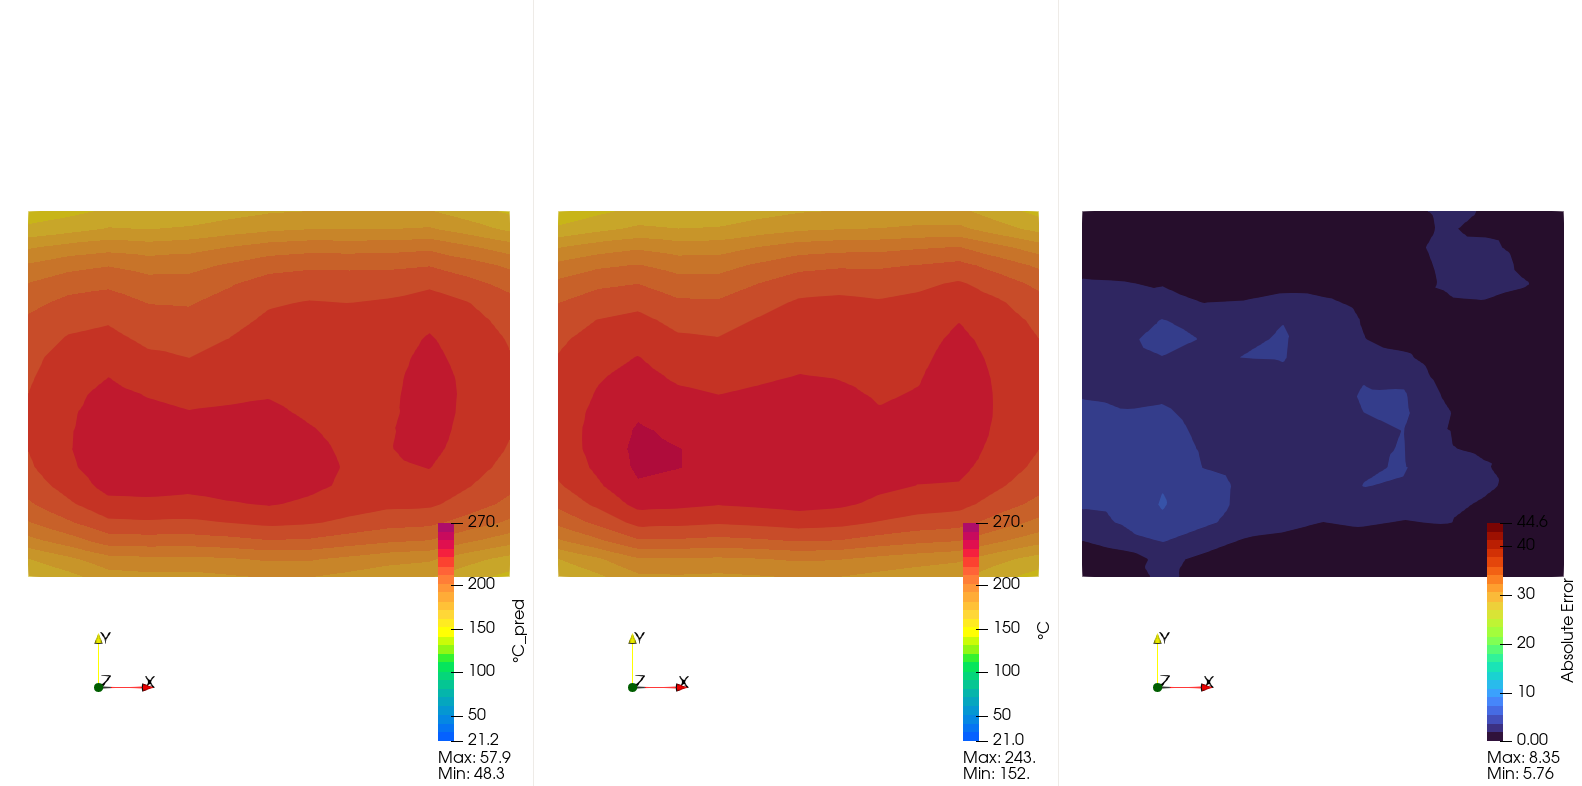 270.
200
150
100
50
21.2
°C_pred
Max: 57.9
Min: 48.3
Y
Z
X
270.
200
150
100
50
21.0
°C
Max: 243.
Min: 152.
Y
Z
X
44.6
40
30
20
10
0.00
Absolute Error
Max: 8.35
Min: 5.76
Y
Z
X